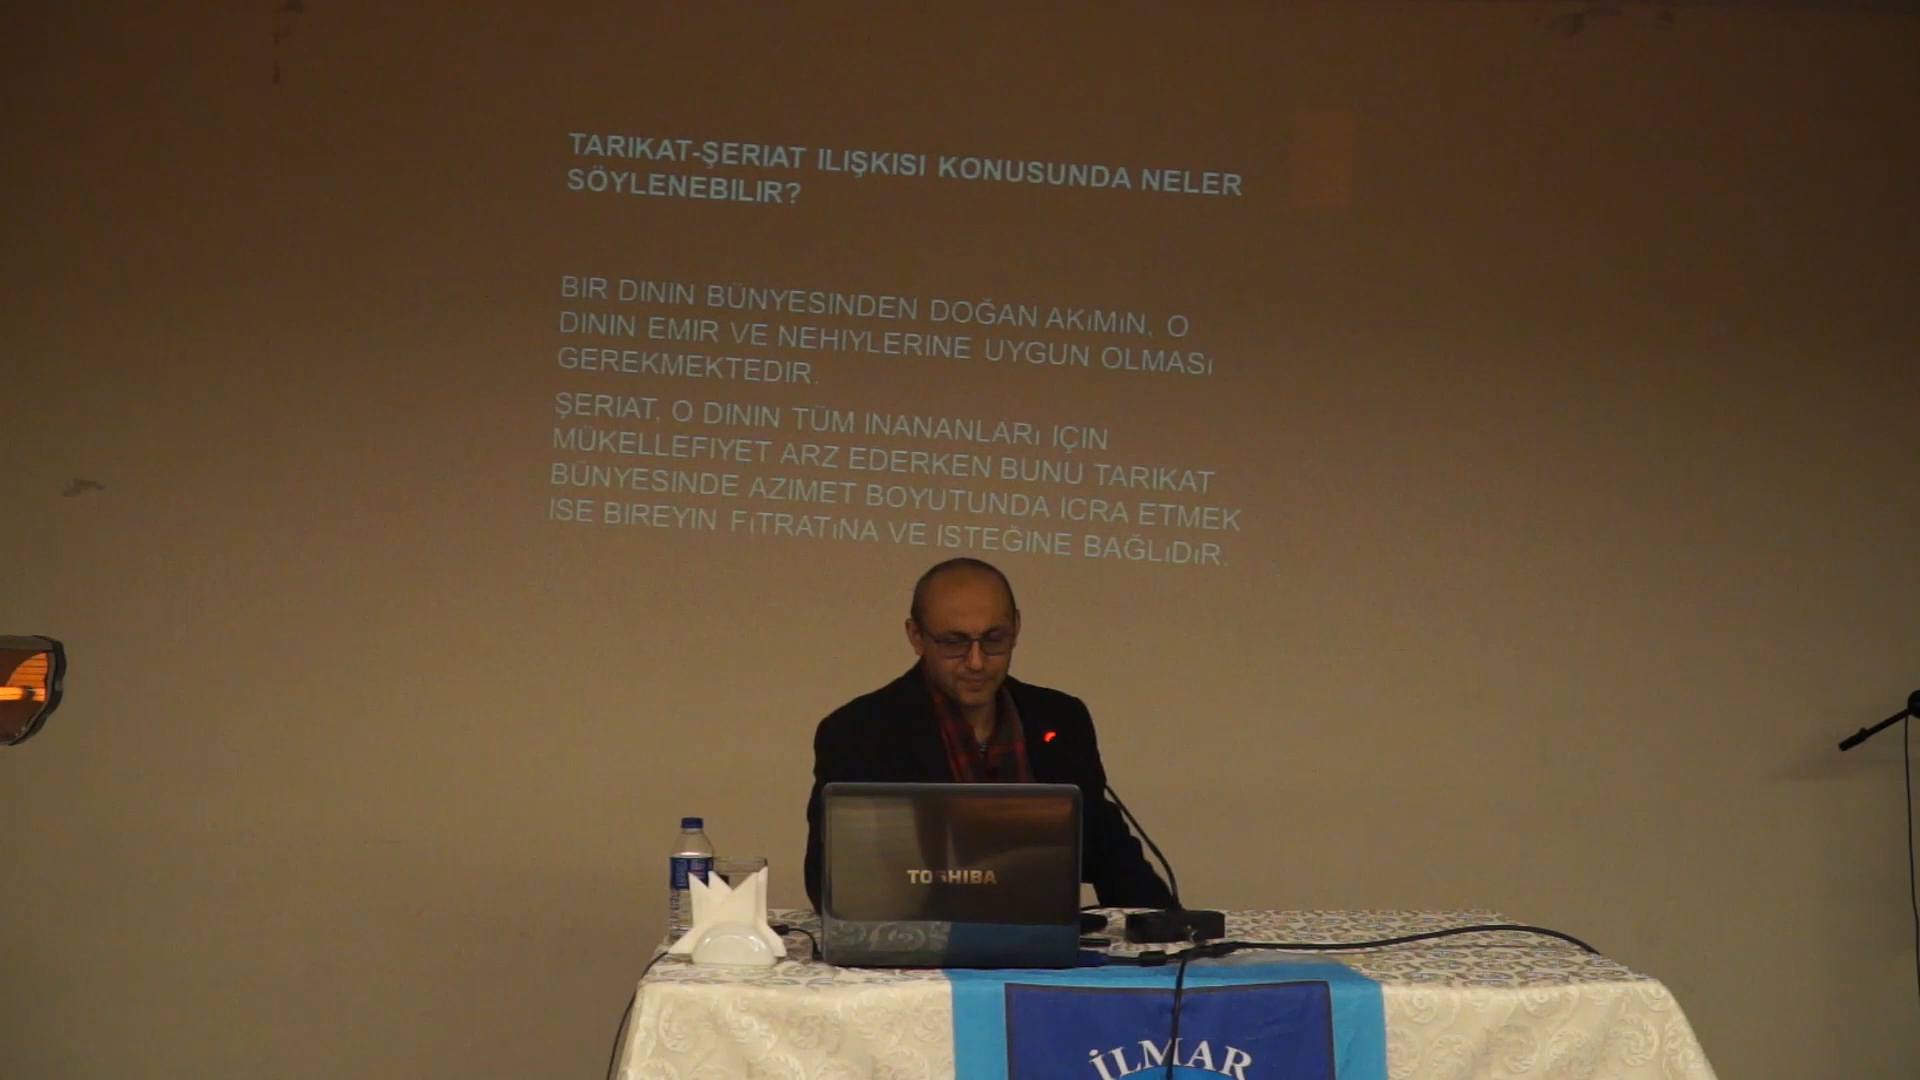 TARIKAT-ŞERIAT ILIŞKISI KONUSUNDA NELER
SÖYLENEBILIR?
BIR DININ BÜNYESINDEN DOĞAN AKıMıN, O
DININ EMIR VE NEHIYLERINE UYGUN OLMASı
GEREKMEKTEDIR.
ŞERIAT, O DININ TÜM INANANLARı IÇIN
MÜKELLEFIYET ARZ EDERKEN BUNU TARIKAT
BÜNYESINDE AZIMET BOYUTUNDA ICRA ETMEK
ISE BIREYIN FıTRATıNA VE ISTEĞINE BAĞLıDıR.
TOSHIBA
İLMAR